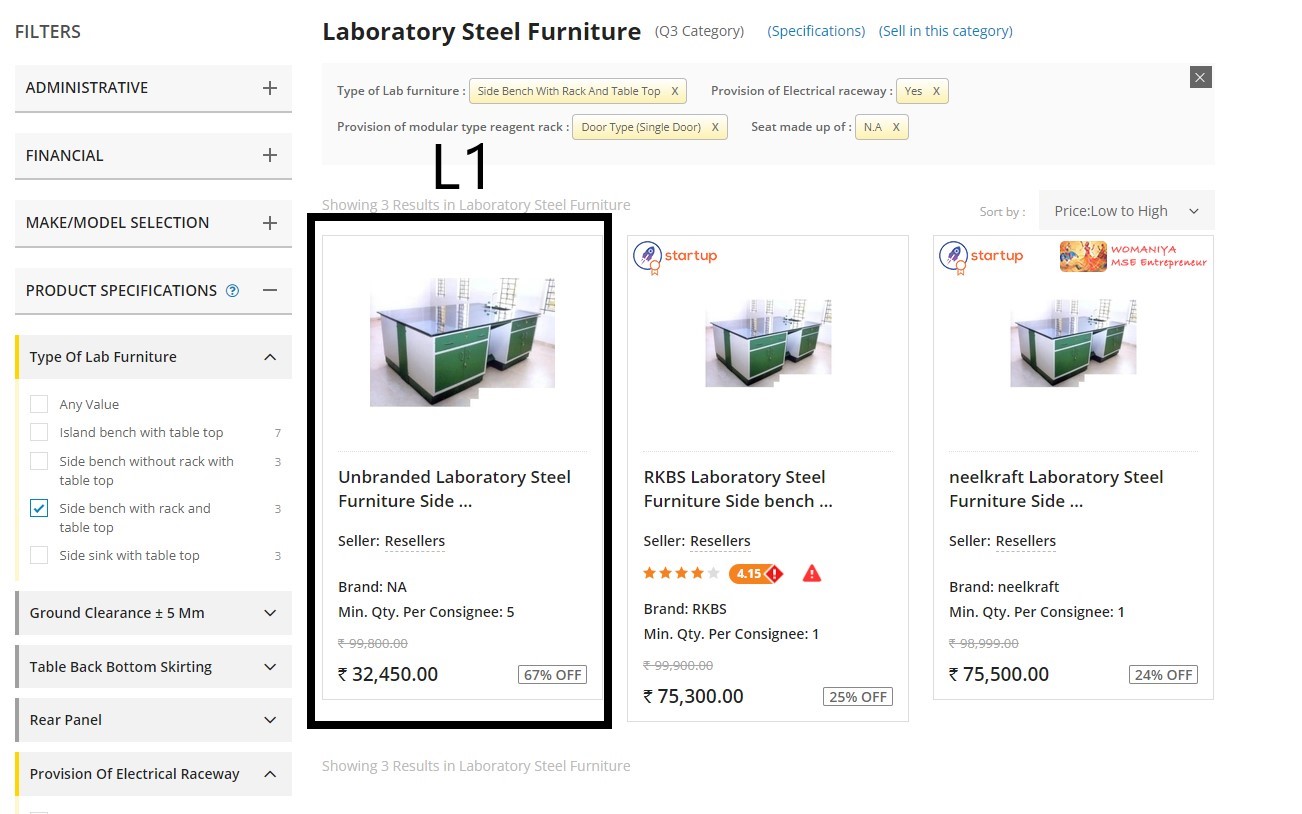 FILTERS
ADMINISTRATIVE
FINANCIAL
MAKE/MODEL SELECTION
PRODUCT SPECIFICATIONS ?
Type Of Lab Furniture
Any Value
Island bench with table top 7
Side bench without rack with 3
table top
Side bench with rack and 3
table top
Side sink with table top 3
Ground Clearance ± 5 Mm
Table Back Bottom Skirting
Rear Panel
Provision Of Electrical Raceway
Laboratory Steel Furniture (Q3 Category) (Specifications) (Sell in this category)
Type of Lab furniture : Side Bench With Rack And Table Top X Provision of Electrical raceway : Yes X
Provision of modular type reagent rack : Door Type (Single Door) X Seat made up of : N.A X
L1
Showing 3 Results in Laboratory Steel Furniture
Sort by : Price:Low to High
Unbranded Laboratory Steel
Furniture Side ...
Seller: Resellers
Brand: NA
Min. Qty. Per Consignee: 5
₹ 99,800.00
₹ 32,450.00 67% OFF
startup
RKBS Laboratory Steel
Furniture Side bench ...
Seller: Resellers
4.15
Brand: RKBS
Min. Qty. Per Consignee: 1
₹ 99,900.00
₹ 75,300.00 25% OFF
startup
WOMANIYA
MSE Entrepreneur
neelkraft Laboratory Steel
Furniture Side ...
Seller: Resellers
Brand: neelkraft
Min. Qty. Per Consignee: 1
₹ 98,999.00
₹ 75,500.00 24% OFF
Showing 3 Results in Laboratory Steel Furniture